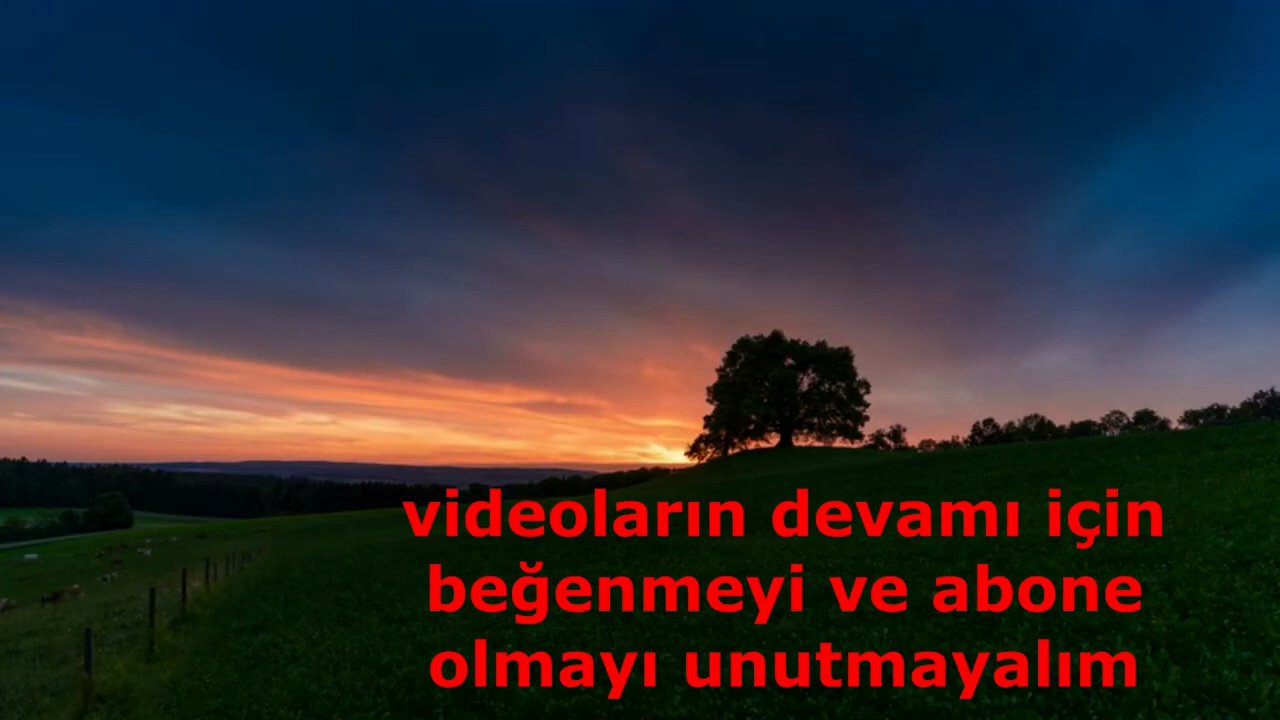 videoların devamı için
beğenmeyi ve abone
olmayı unutmayalım